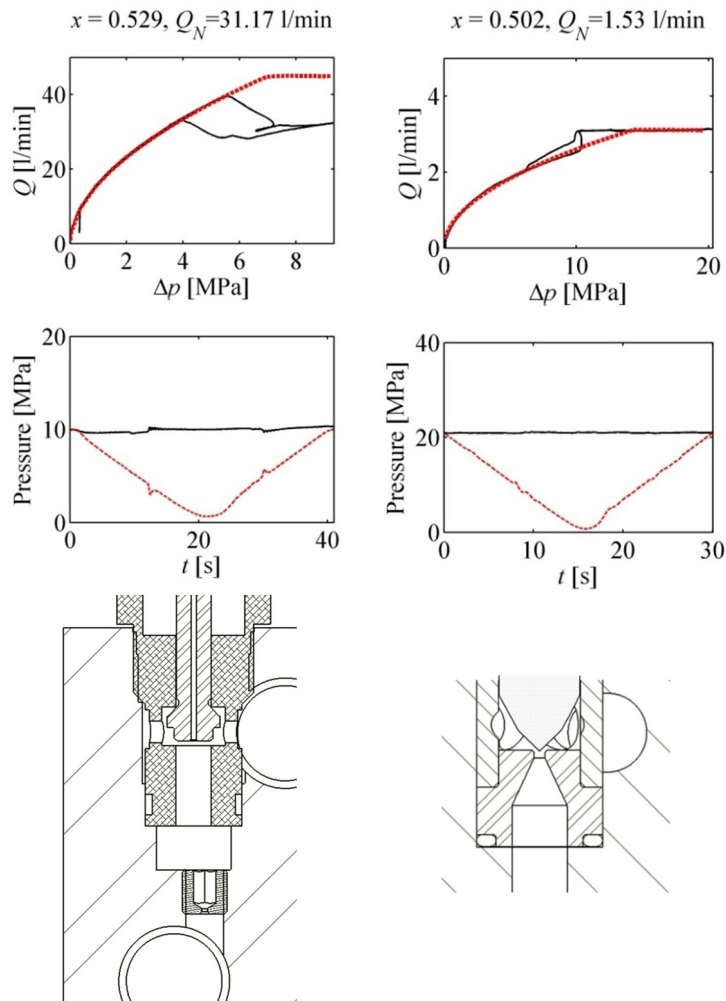 x = 0.529, Q_N=31.17 l/min
x = 0.502, Q_N=1.53 l/min
Q [l/min]
40
20
0
0 2 4 6 8
Δp [MPa]
Q [l/min]
4
2
0
0 10 20
Δp [MPa]
Pressure [MPa]
20
10
0
0 20 40
t [s]
Pressure [MPa]
40
20
0
0 10 20 30
t [s]